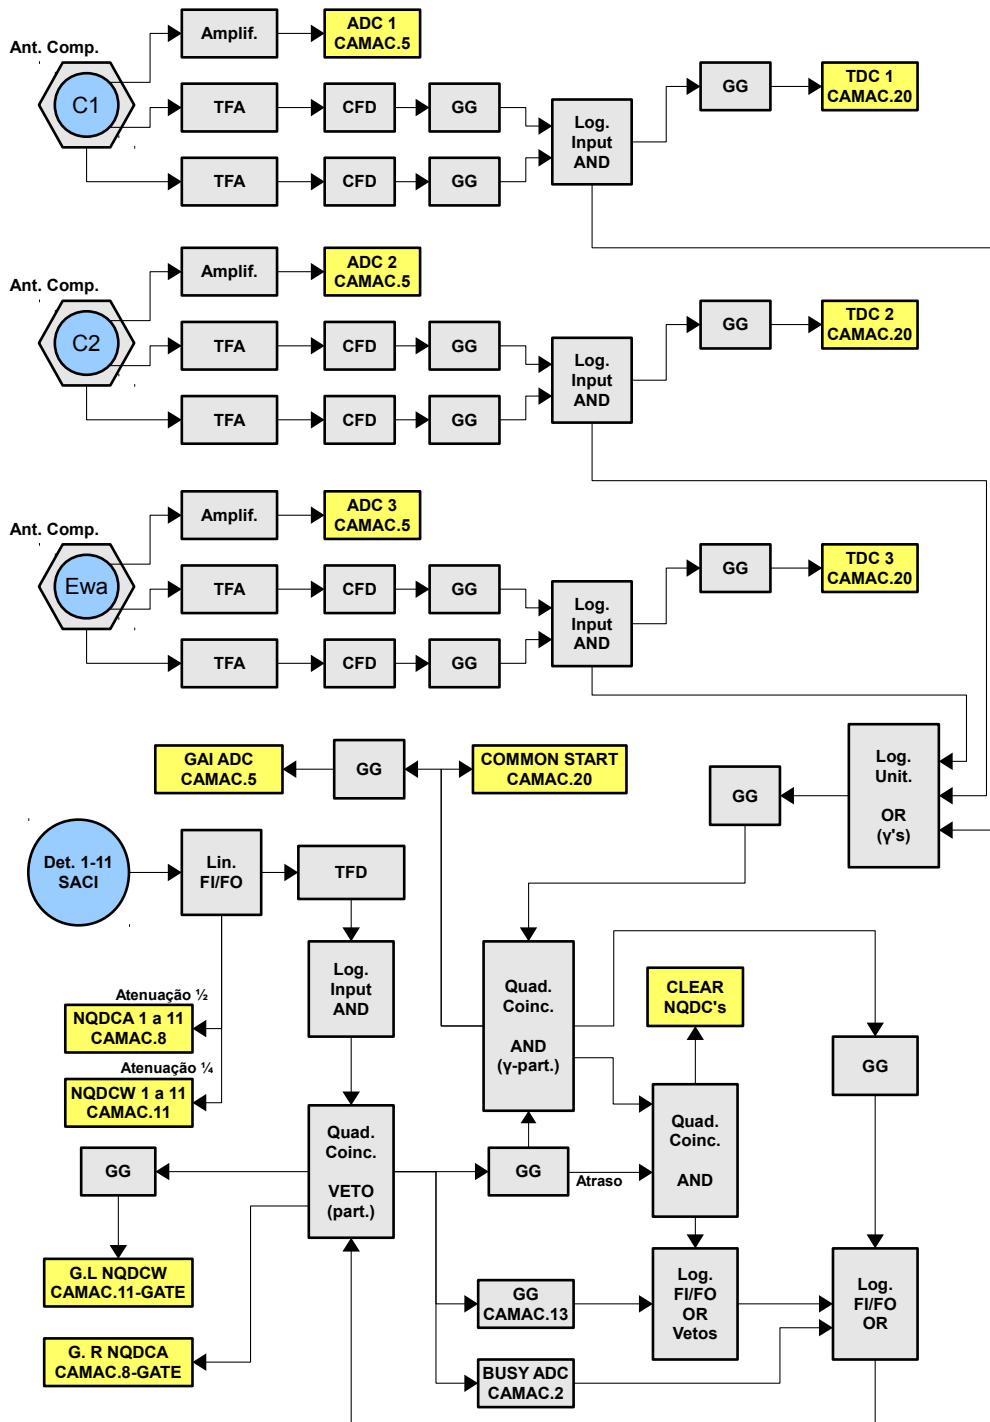 Ant. Comp.
C1
Amplif.
ADC 1
CAMAC.5
TFA
CFD
GG
TFA
CFD
GG
Log.
Input
AND
GG
TDC 1
CAMAC.20
Ant. Comp.
C2
Amplif.
ADC 2
CAMAC.5
TFA
CFD
GG
TFA
CFD
GG
Log.
Input
AND
GG
TDC 2
CAMAC.20
Ant. Comp.
Ewa
Amplif.
ADC 3
CAMAC.5
TFA
CFD
GG
TFA
CFD
GG
Log.
Input
AND
GG
TDC 3
CAMAC.20
GAI ADC
CAMAC.5
GG
COMMON START
CAMAC.20
GG
Log.
Unit.
OR
(γ's)
Det. 1-11
SACI
Lin.
FI/FO
TFD
Log.
Input
AND
Quad.
Coinc.
AND
(γ-part.)
CLEAR
NQDC's
GG
Atenuação ½
NQDCA 1 a 11
CAMAC.8
Atenuação ¼
NQDCW 1 a 11
CAMAC.11
GG
Quad.
Coinc.
VETO
(part.)
GG
Atraso
Quad.
Coinc.
AND
G.L NQDCW
CAMAC.11-GATE
G. R NQDCA
CAMAC.8-GATE
GG
CAMAC.13
BUSY ADC
CAMAC.2
Log.
FI/FO
OR
Vetos
Log.
FI/FO
OR